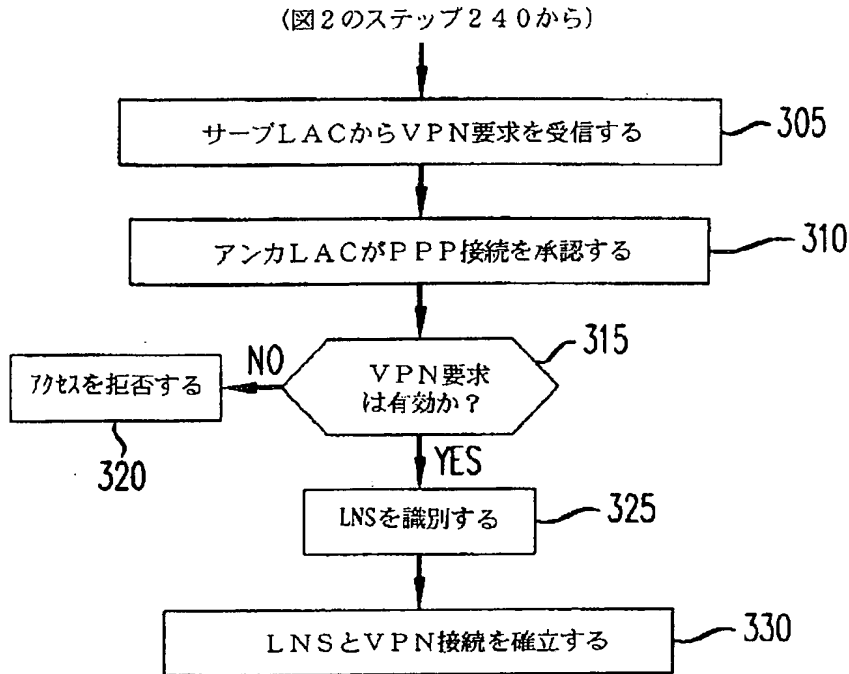 (図2のステップ240から)
サーブLACからVPN要求を受信する
305
アンカLACがPPP接続を承認する
310
VPN要求
は有効か?
315
NO
アクセスを拒否する
320
YES
LNSを識別する
325
LNSとVPN接続を確立する
330